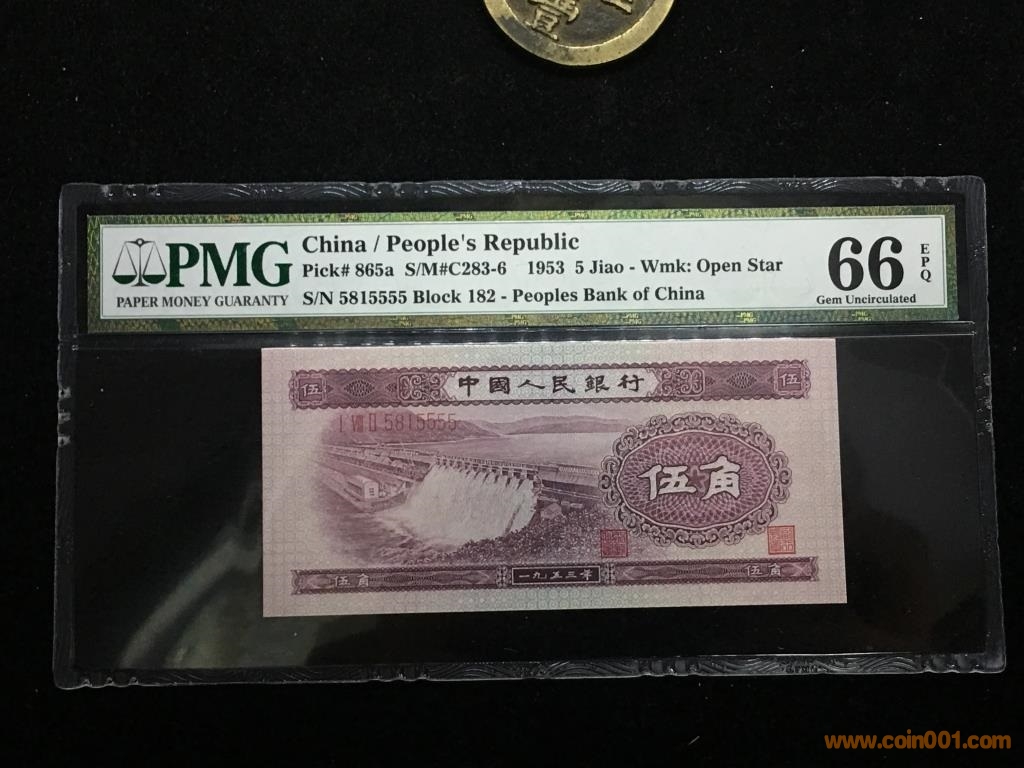 China / People's Republic
Pick# 865a S/M#C283-6 1953 5 Jiao - Wmk: Open Star
S/N 5815555 Block 182 - Peoples Bank of China
PMG
PAPER MONEY GUARANTY
66
EPQ
Gem Uncirculated
伍 中國人民銀行 伍
I VIII II 5815555
伍角
伍角 一九五三年 伍角
www.coin001.com